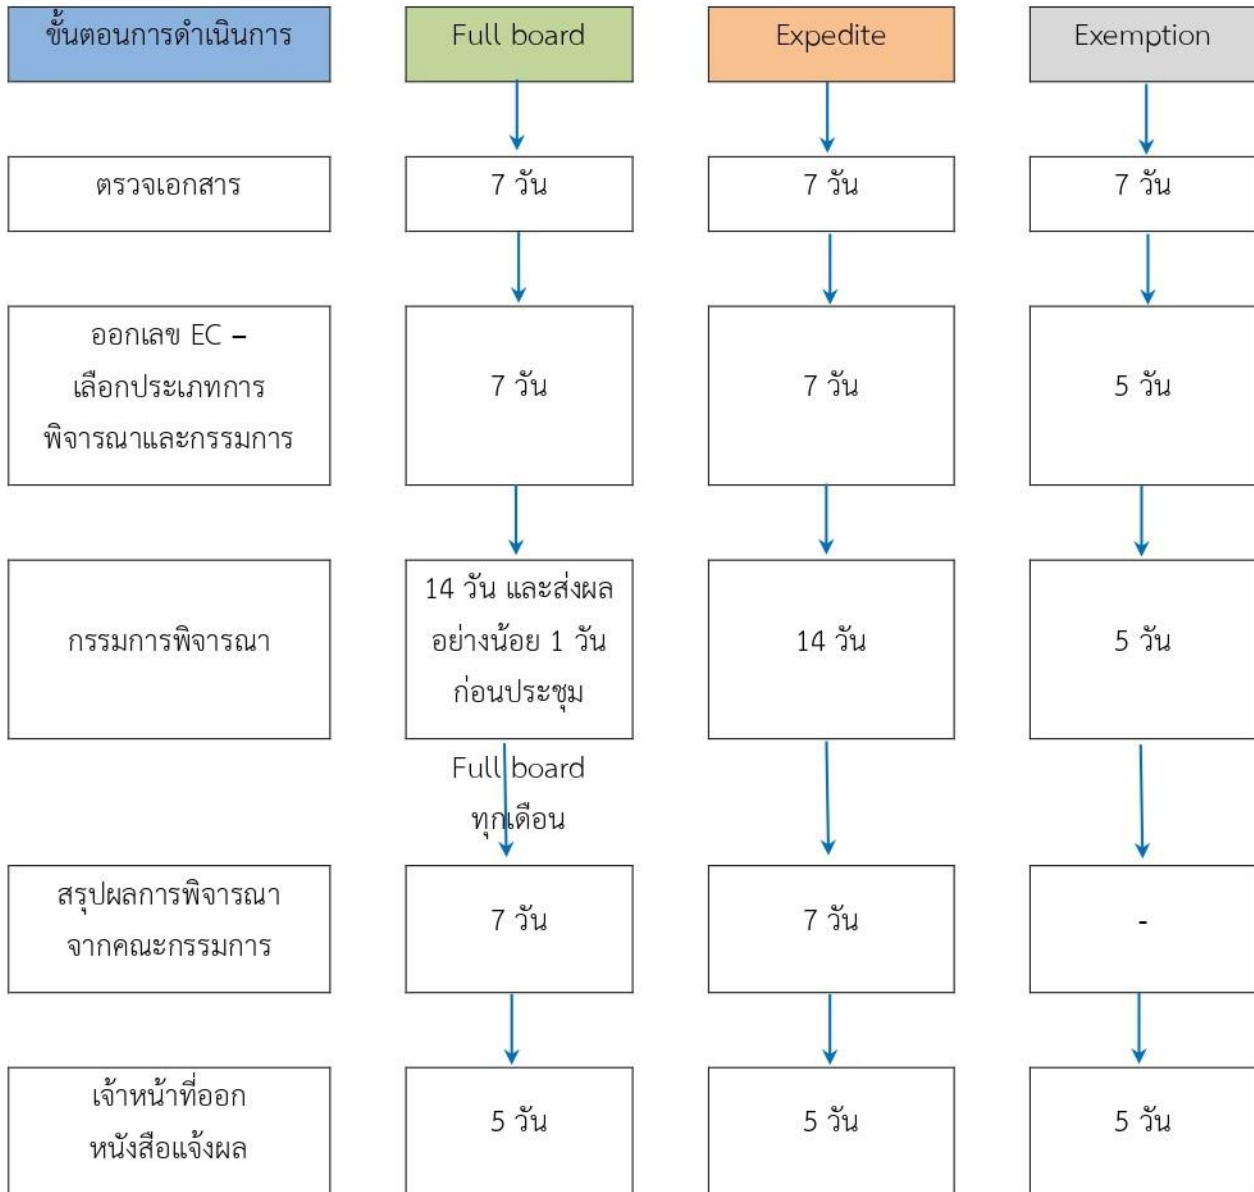 ขั้นตอนการดำเนินการ
Full board
Expedite
Exemption
ตรวจเอกสาร
7 วัน
7 วัน
7 วัน
ออกเลข EC –
เลือกประเภทการ
พิจารณาและกรรมการ
7 วัน
7 วัน
5 วัน
กรรมการพิจารณา
14 วัน และส่งผล
อย่างน้อย 1 วัน
ก่อนประชุม
14 วัน
5 วัน
Full board
ทุกเดือน
สรุปผลการพิจารณา
จากคณะกรรมการ
7 วัน
7 วัน
-
เจ้าหน้าที่ออก
หนังสือแจ้งผล
5 วัน
5 วัน
5 วัน